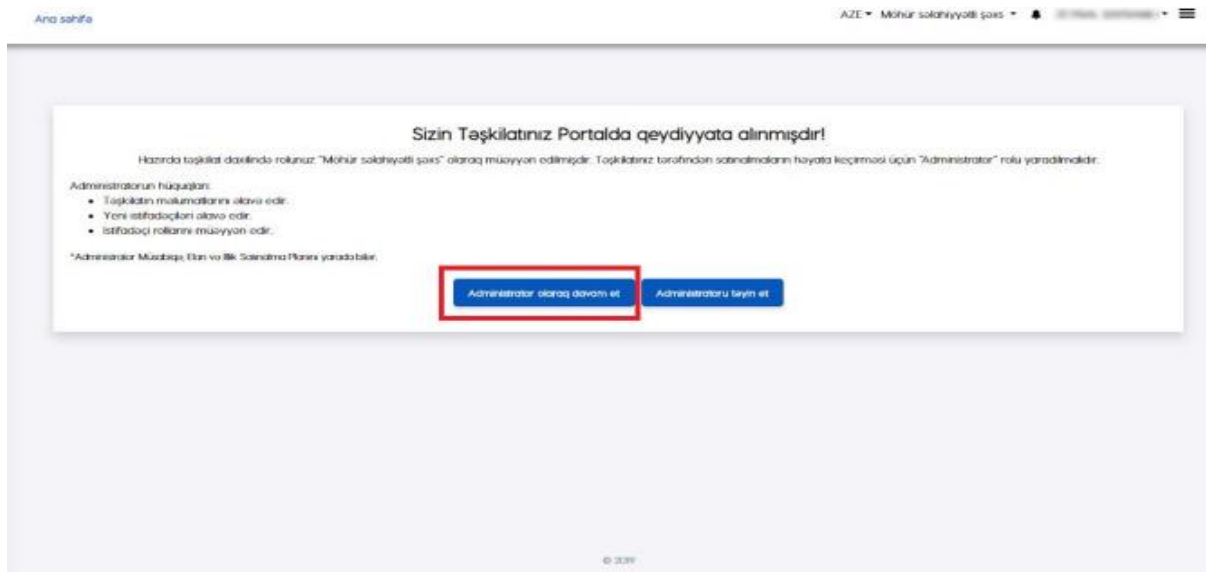 Ana səhifə
AZE Möhür səlahiyyətli şəxs
Sizin Təşkilatınız Portalda qeydiyyata alınmışdır!
Hazırda təşkilat daxilində rolunuz "Möhür səlahiyyətli şəxs" olaraq müəyyən edilmişdir. Təşkilatınız tərəfindən satınalmaların həyata keçirməsi üçün "Administrator" rolu yaradılmalıdır.
Administratorun hüquqları:
• Təşkilatın məlumatlarını əlavə edir.
• Yeni istifadəçiləri əlavə edir.
• İstifadəçi rollarını müəyyən edir.
*Administrator Müsabiqə, Elan və İllik Satınalma Planını yarada bilər.
Administrator olaraq davam et
Administratoru təyin et
© 2019